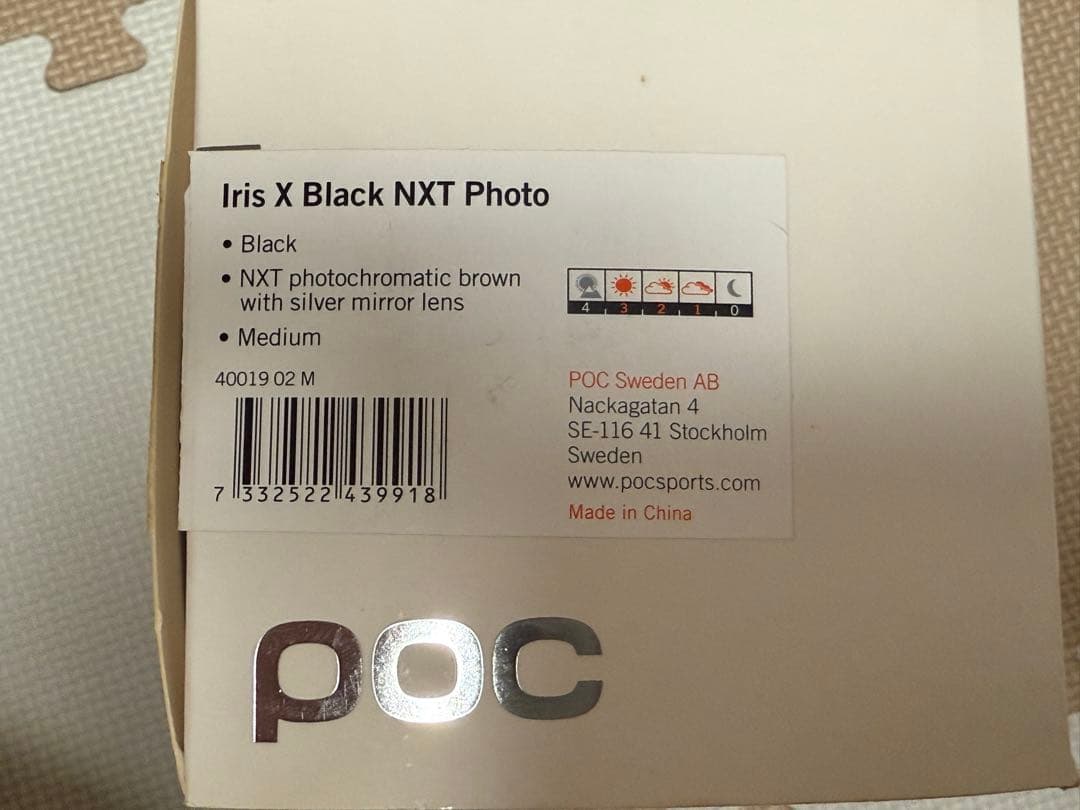 Iris X Black NXT Photo
• Black
• NXT photochromatic brown
with silver mirror lens
• Medium
4 3 2 1 0
40019 02 M
7 332522 439918
POC Sweden AB
Nackagatan 4
SE-116 41 Stockholm
Sweden
www.pocsports.com
Made in China
poc